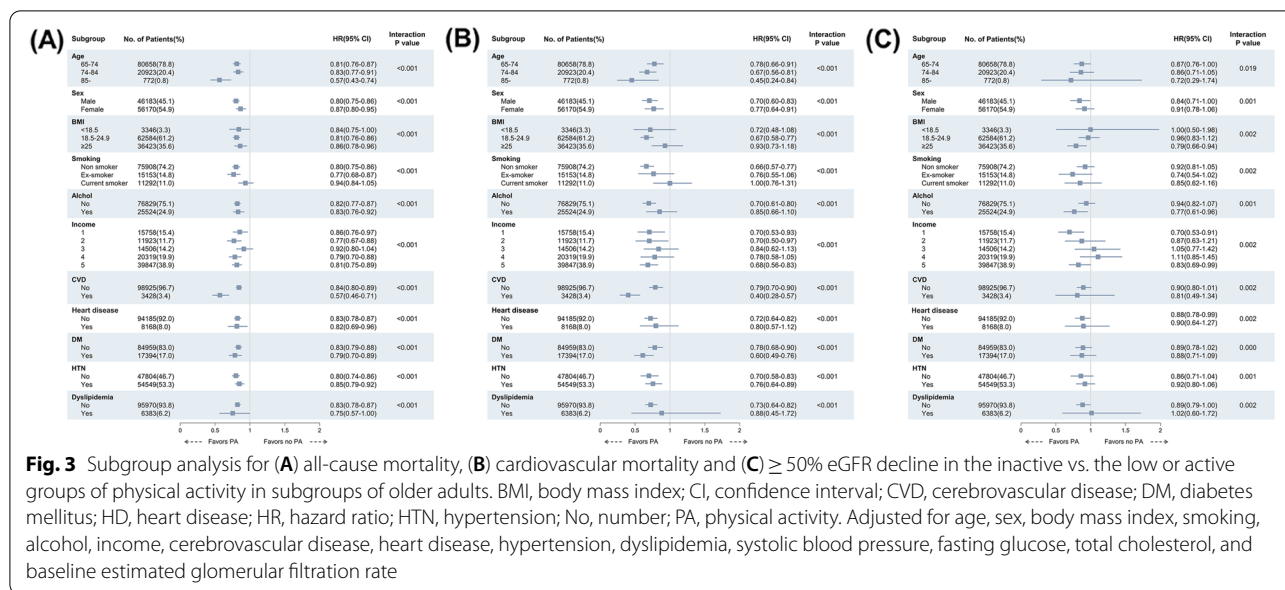 (A) Subgroup No. of Patients(%) HR(95% CI) Interaction P value
Age
65-74 80658(78.8) 0.81(0.76-0.87)
74-84 20923(20.4) 0.83(0.77-0.91) <0.001
85- 772(0.8) 0.57(0.43-0.74)
Sex
Male 46183(45.1) 0.80(0.75-0.86) <0.001
Female 56170(54.9) 0.87(0.80-0.95)
BMI
<18.5 3346(3.3) 0.84(0.75-1.00)
18.5-24.9 62584(61.2) 0.81(0.76-0.86) <0.001
≥25 36423(35.6) 0.86(0.78-0.96)
Smoking
Non smoker 75908(74.2) 0.80(0.75-0.86)
Ex-smoker 15153(14.8) 0.77(0.68-0.87) <0.001
Current smoker 11292(11.0) 0.94(0.84-1.05)
Alchol
No 76829(75.1) 0.82(0.77-0.87) <0.001
Yes 25524(24.9) 0.83(0.76-0.92)
Income
1 15758(15.4) 0.86(0.76-0.97)
2 11923(11.7) 0.77(0.67-0.88)
3 14506(14.2) 0.92(0.80-1.04) <0.001
4 20319(19.9) 0.79(0.70-0.88)
5 39847(38.9) 0.81(0.75-0.89)
CVD
No 98925(96.7) 0.84(0.80-0.89) <0.001
Yes 3428(3.4) 0.57(0.46-0.71)
Heart disease
No 94185(92.0) 0.83(0.78-0.87) <0.001
Yes 8168(8.0) 0.82(0.69-0.96)
DM
No 84959(83.0) 0.83(0.79-0.88) <0.001
Yes 17394(17.0) 0.79(0.70-0.89)
HTN
No 47804(46.7) 0.80(0.74-0.86) <0.001
Yes 54549(53.3) 0.85(0.79-0.92)
Dyslipidemia
No 95970(93.8) 0.83(0.78-0.87) <0.001
Yes 6383(6.2) 0.75(0.57-1.00)
0 0.5 1 1.5 2
Favors PA Favors no PA
(B) Subgroup No. of Patients(%) HR(95% CI) Interaction P value
Age
65-74 80658(78.8) 0.78(0.66-0.91)
74-84 20923(20.4) 0.67(0.56-0.81) <0.001
85- 772(0.8) 0.45(0.24-0.84)
Sex
Male 46183(45.1) 0.70(0.60-0.83) <0.001
Female 56170(54.9) 0.77(0.64-0.91)
BMI
<18.5 3346(3.3) 0.72(0.48-1.08)
18.5-24.9 62584(61.2) 0.67(0.58-0.77) <0.001
≥25 36423(35.6) 0.93(0.73-1.18)
Smoking
Non smoker 75908(74.2) 0.66(0.57-0.77)
Ex-smoker 15153(14.8) 0.76(0.55-1.06) <0.001
Current smoker 11292(11.0) 1.00(0.76-1.31)
Alchol
No 76829(75.1) 0.70(0.61-0.80) <0.001
Yes 25524(24.9) 0.85(0.66-1.10)
Income
1 15758(15.4) 0.70(0.53-0.93)
2 11923(11.7) 0.70(0.50-0.97)
3 14506(14.2) 0.84(0.62-1.13) <0.001
4 20319(19.9) 0.78(0.58-1.05)
5 39847(38.9) 0.68(0.56-0.83)
CVD
No 98925(96.7) 0.79(0.70-0.90) <0.001
Yes 3428(3.4) 0.40(0.28-0.57)
Heart disease
No 94185(92.0) 0.72(0.64-0.82) <0.001
Yes 8168(8.0) 0.80(0.57-1.12)
DM
No 84959(83.0) 0.78(0.68-0.90) <0.001
Yes 17394(17.0) 0.60(0.49-0.76)
HTN
No 47804(46.7) 0.70(0.58-0.83) <0.001
Yes 54549(53.3) 0.76(0.64-0.89)
Dyslipidemia
No 95970(93.8) 0.73(0.64-0.82) <0.001
Yes 6383(6.2) 0.88(0.45-1.72)
0 0.5 1 1.5 2
Favors PA Favors no PA
(C) Subgroup No. of Patients(%) HR(95% CI) Interaction P value
Age
65-74 80658(78.8) 0.87(0.76-1.00)
74-84 20923(20.4) 0.86(0.71-1.05) 0.019
85- 772(0.8) 0.72(0.29-1.74)
Sex
Male 46183(45.1) 0.84(0.71-1.00) 0.001
Female 56170(54.9) 0.91(0.78-1.06)
BMI
<18.5 3346(3.3) 1.00(0.50-1.98)
18.5-24.9 62584(61.2) 0.96(0.83-1.12) 0.002
≥25 36423(35.6) 0.79(0.66-0.94)
Smoking
Non smoker 75908(74.2) 0.92(0.81-1.05)
Ex-smoker 15153(14.8) 0.74(0.54-1.02) 0.002
Current smoker 11292(11.0) 0.85(0.62-1.16)
Alchol
No 76829(75.1) 0.94(0.82-1.07) 0.001
Yes 25524(24.9) 0.77(0.61-0.96)
Income
1 15758(15.4) 0.70(0.53-0.91)
2 11923(11.7) 0.87(0.63-1.21)
3 14506(14.2) 1.05(0.77-1.42) 0.002
4 20319(19.9) 1.11(0.85-1.45)
5 39847(38.9) 0.83(0.69-0.99)
CVD
No 98925(96.7) 0.90(0.80-1.01) 0.002
Yes 3428(3.4) 0.81(0.49-1.34)
Heart disease
No 94185(92.0) 0.88(0.78-0.99) 0.002
Yes 8168(8.0) 0.90(0.64-1.27)
DM
No 84959(83.0) 0.89(0.78-1.02) 0.000
Yes 17394(17.0) 0.88(0.71-1.09)
HTN
No 47804(46.7) 0.86(0.71-1.04) 0.001
Yes 54549(53.3) 0.92(0.80-1.06)
Dyslipidemia
No 95970(93.8) 0.89(0.79-1.00) 0.002
Yes 6383(6.2) 1.02(0.60-1.72)
0 0.5 1 1.5 2
Favors PA Favors no PA
Fig. 3 Subgroup analysis for (A) all-cause mortality, (B) cardiovascular mortality and (C) ≥ 50% eGFR decline in the inactive vs. the low or active
groups of physical activity in subgroups of older adults. BMI, body mass index; CI, confidence interval; CVD, cerebrovascular disease; DM, diabetes
mellitus; HD, heart disease; HR, hazard ratio; HTN, hypertension; No, number; PA, physical activity. Adjusted for age, sex, body mass index, smoking,
alcohol, income, cerebrovascular disease, heart disease, hypertension, dyslipidemia, systolic blood pressure, fasting glucose, total cholesterol, and
baseline estimated glomerular filtration rate